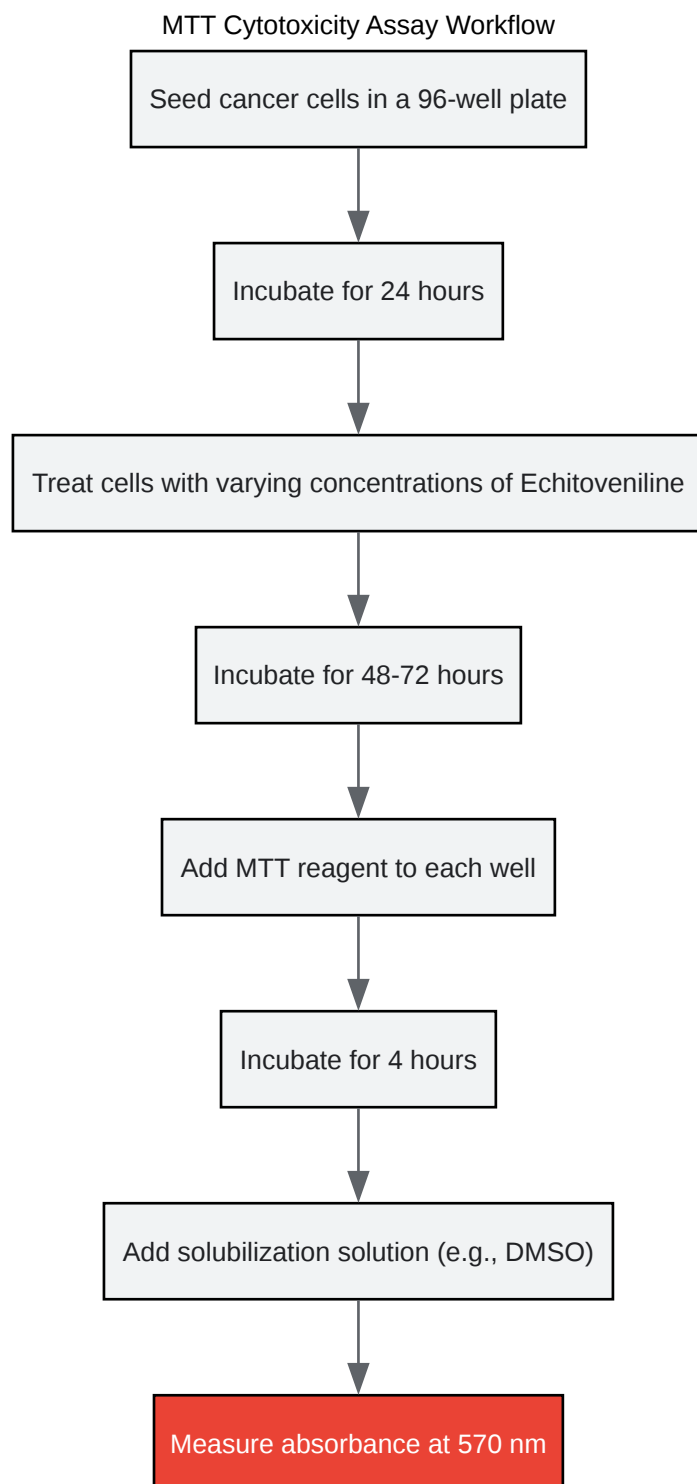 MTT Cytotoxicity Assay Workflow
Seed cancer cells in a 96-well plate
Incubate for 24 hours
Treat cells with varying concentrations of Echitoveniline
Incubate for 48-72 hours
Add MTT reagent to each well
Incubate for 4 hours
Add solubilization solution (e.g., DMSO)
Measure absorbance at 570 nm